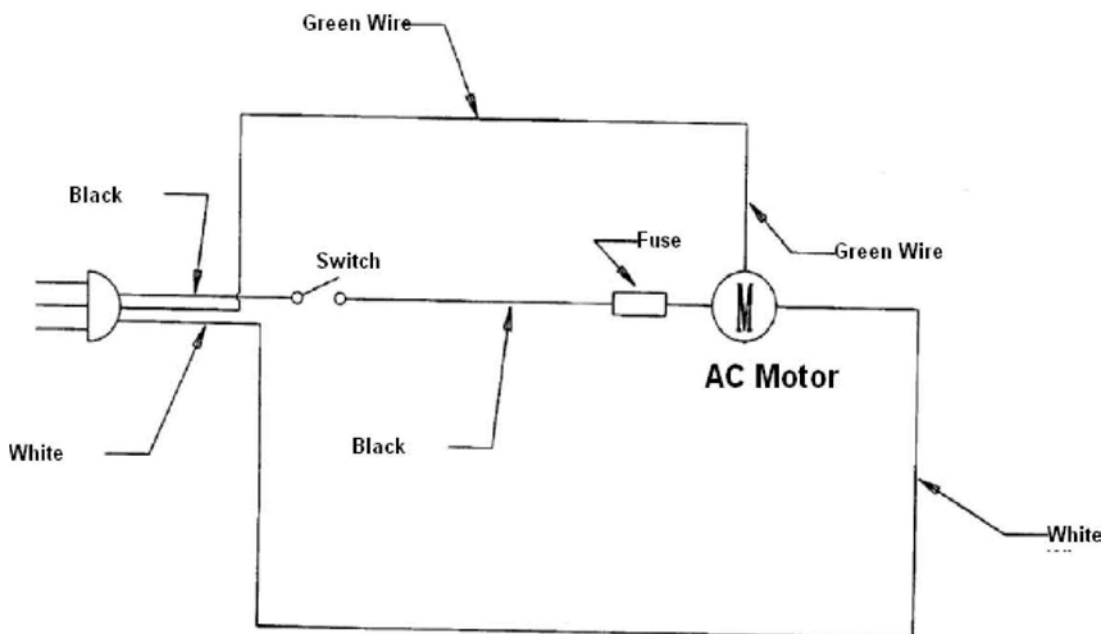 Green Wire
Black
Fuse
Green Wire
Switch
M
AC Motor
Black
White
White